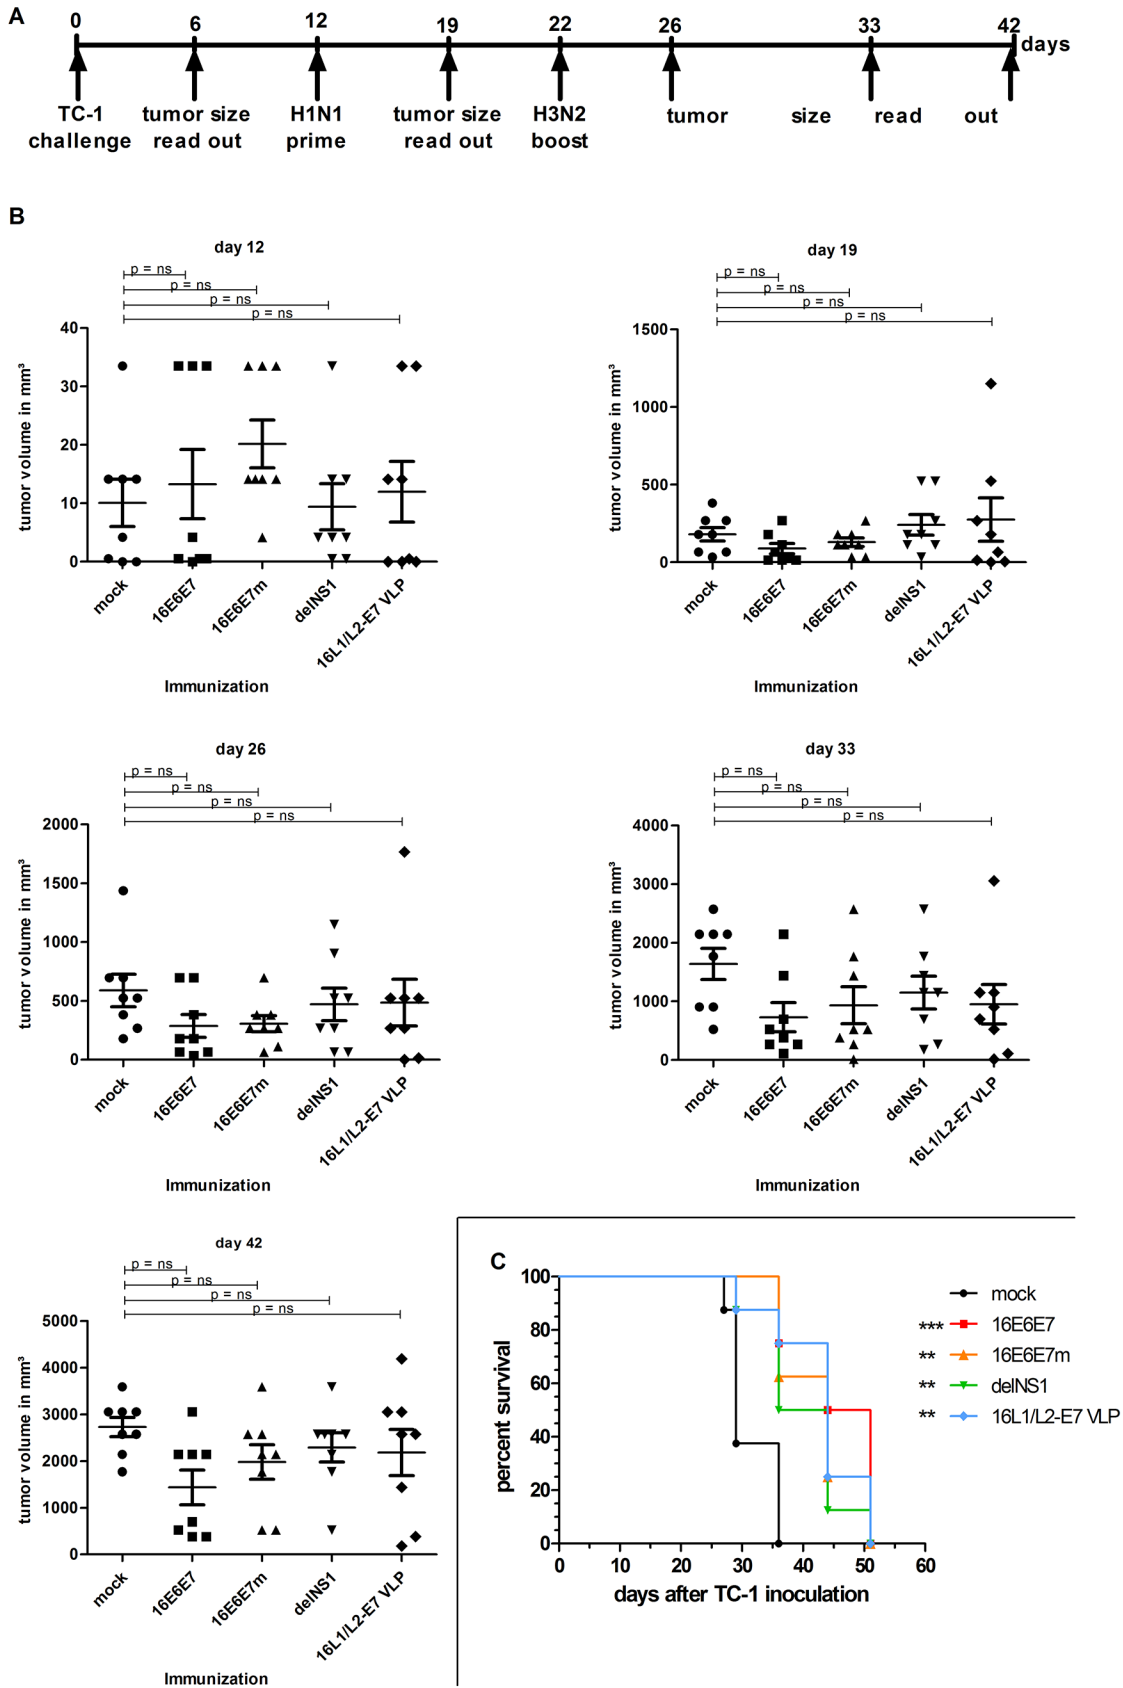 A
0 6 12 19 22 26 33 42
days
TC-1 tumor size H1N1 tumor size H3N2 tumor size read out
challenge read out prime read out boost
B
day 12
p = ns
p = ns
p = ns
p = ns
40
30
20
10
0
tumor volume in mm³
mock
16E6E7
16E6E7m
delNS1
16L1/L2-E7 VLP
Immunization
day 19
p = ns
p = ns
p = ns
p = ns
1500
1000
500
0
tumor volume in mm³
mock
16E6E7
16E6E7m
delNS1
16L1/L2-E7 VLP
Immunization
day 26
p = ns
p = ns
p = ns
p = ns
2000
1500
1000
500
0
tumor volume in mm³
mock
16E6E7
16E6E7m
delNS1
16L1/L2-E7 VLP
Immunization
day 33
p = ns
p = ns
p = ns
p = ns
4000
3000
2000
1000
0
tumor volume in mm³
mock
16E6E7
16E6E7m
delNS1
16L1/L2-E7 VLP
Immunization
day 42
p = ns
p = ns
p = ns
p = ns
5000
4000
3000
2000
1000
0
tumor volume in mm³
mock
16E6E7
16E6E7m
delNS1
16L1/L2-E7 VLP
Immunization
C
100
80
60
40
20
0
percent survival
0 10 20 30 40 50 60
days after TC-1 inoculation
mock
*** 16E6E7
** 16E6E7m
** delNS1
** 16L1/L2-E7 VLP